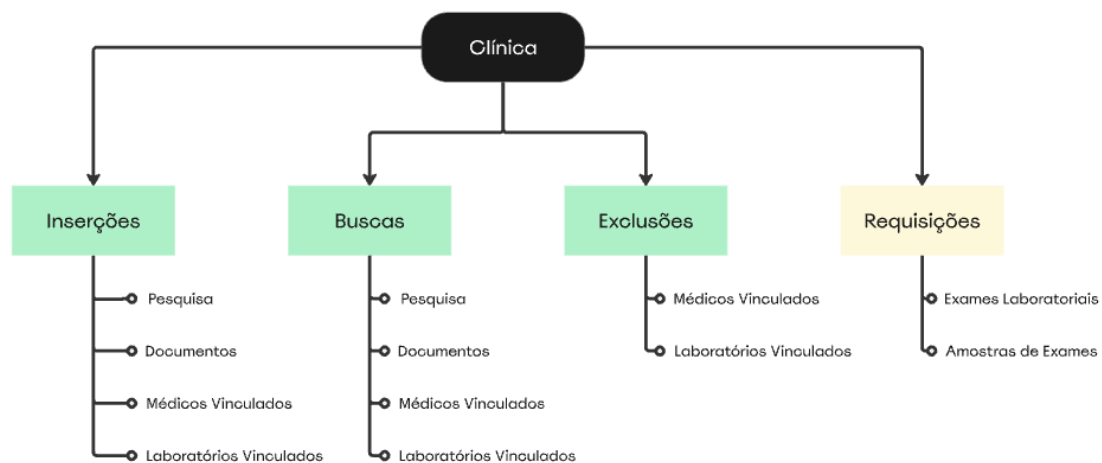 Clínica
Inserções
Pesquisa
Documentos
Médicos Vinculados
Laboratórios Vinculados
Buscas
Pesquisa
Documentos
Médicos Vinculados
Laboratórios Vinculados
Exclusões
Médicos Vinculados
Laboratórios Vinculados
Requisições
Exames Laboratoriais
Amostras de Exames